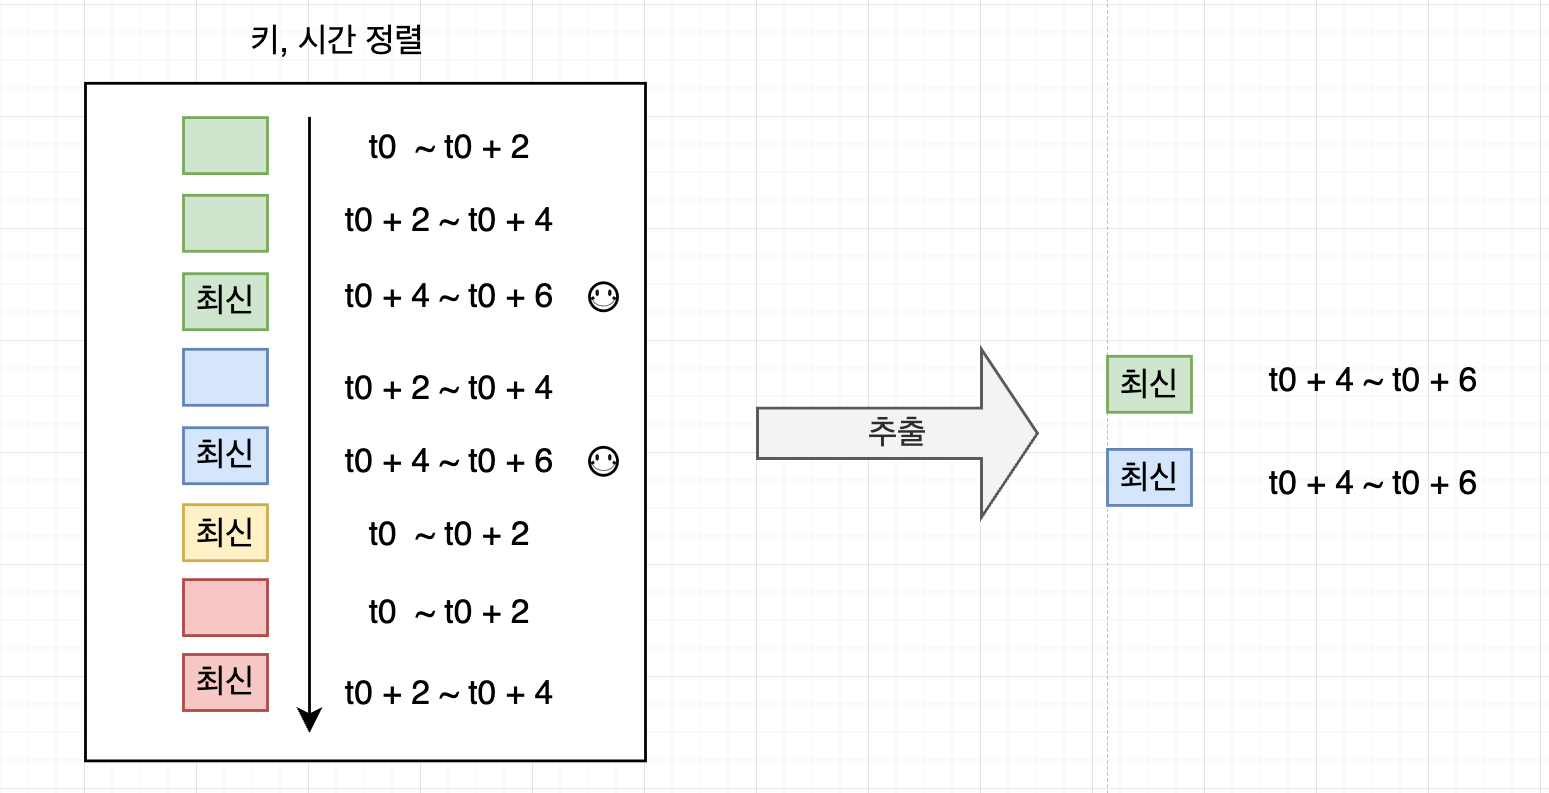 키, 시간 정렬
t0 ~ t0 + 2
t0 + 2 ~ t0 + 4
최신 t0 + 4 ~ t0 + 6
t0 + 2 ~ t0 + 4
최신 t0 + 4 ~ t0 + 6
최신 t0 ~ t0 + 2
t0 ~ t0 + 2
최신 t0 + 2 ~ t0 + 4
추출
최신 t0 + 4 ~ t0 + 6
최신 t0 + 4 ~ t0 + 6